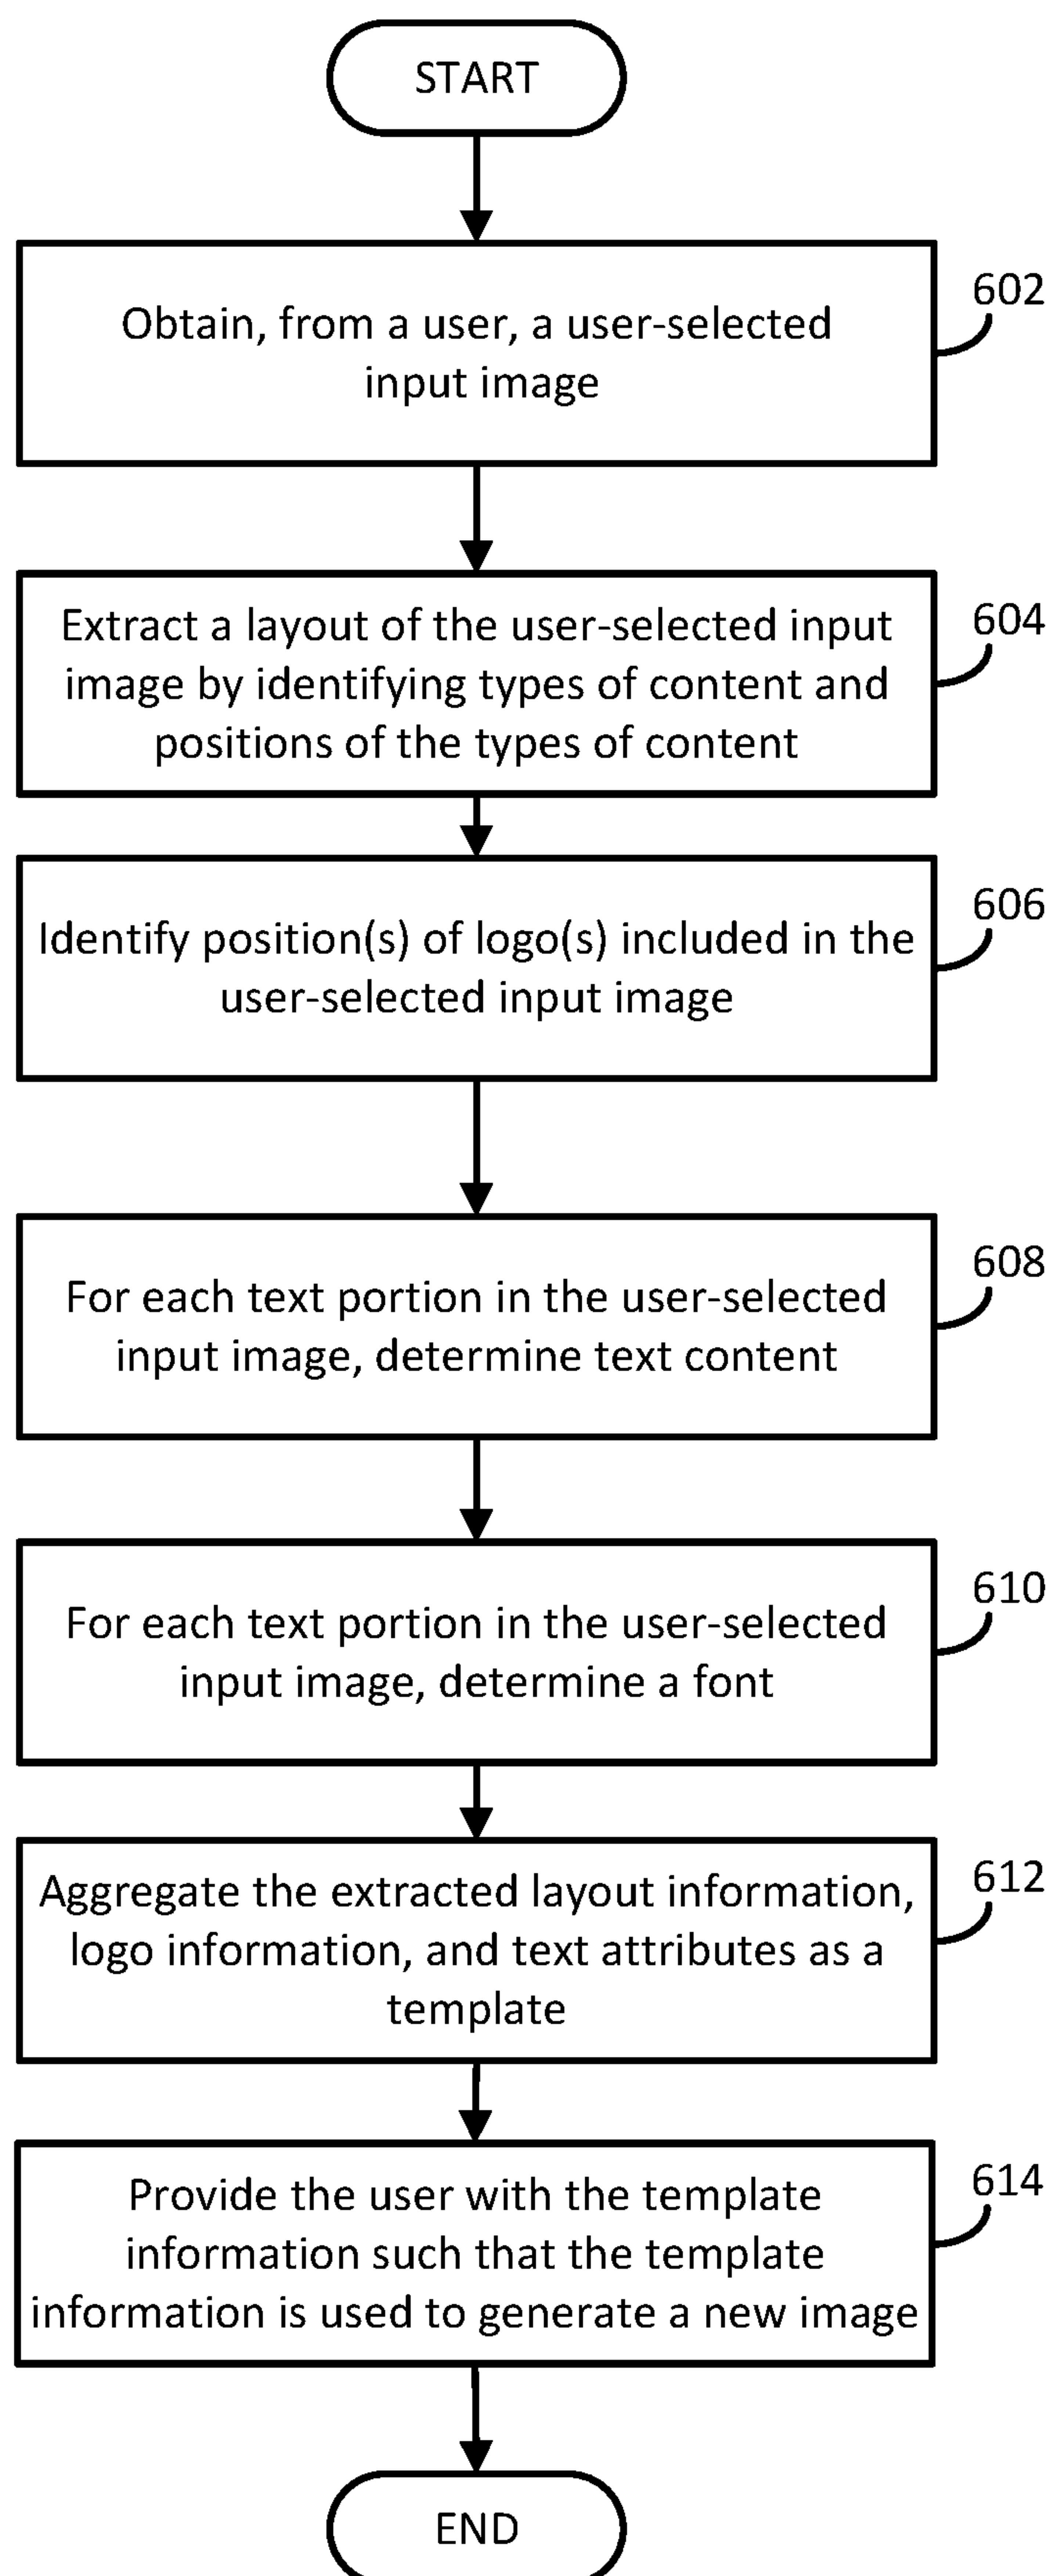 START
Obtain, from a user, a user-selected
input image
602
Extract a layout of the user-selected input
image by identifying types of content and
positions of the types of content
604
Identify position(s) of logo(s) included in the
user-selected input image
606
For each text portion in the user-selected
input image, determine text content
608
For each text portion in the user-selected
input image, determine a font
610
Aggregate the extracted layout information,
logo information, and text attributes as a
template
612
Provide the user with the template
information such that the template
information is used to generate a new image
614
END